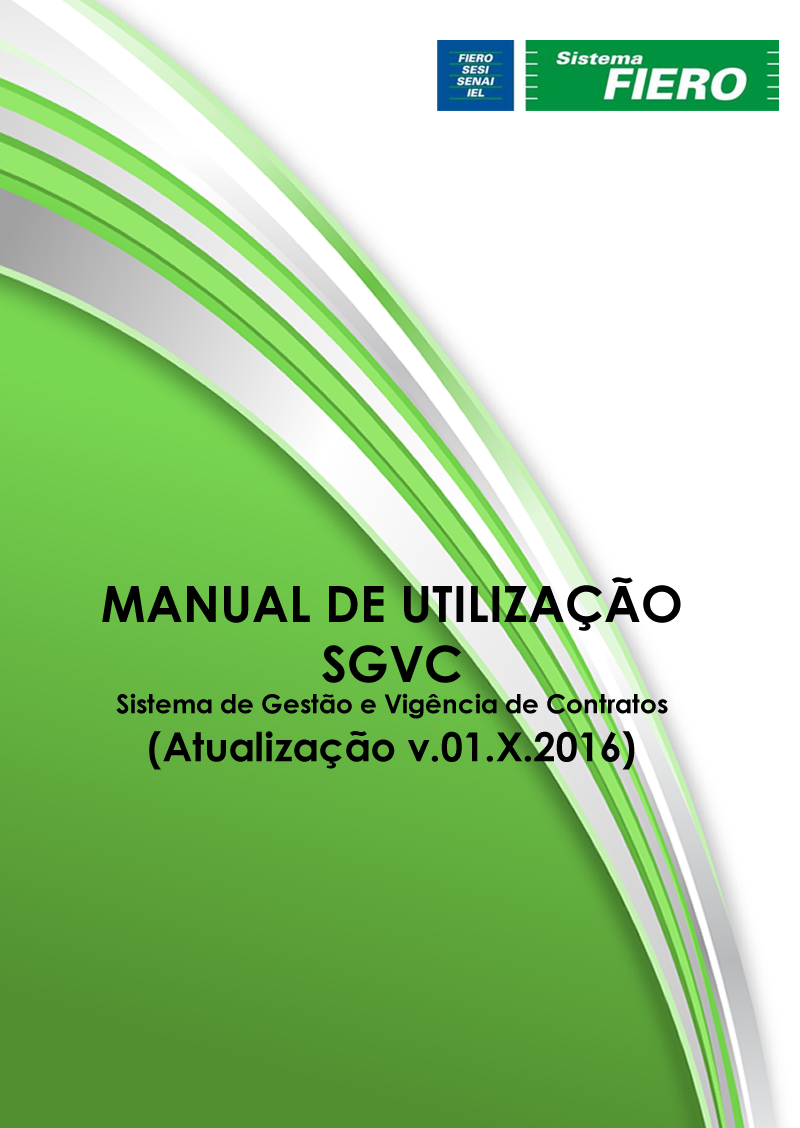 FIERO
SESI
SENAI
IEL
Sistema
FIERO
MANUAL DE UTILIZAÇÃO
SGVC
Sistema de Gestão e Vigência de Contratos
(Atualização v.01.X.2016)